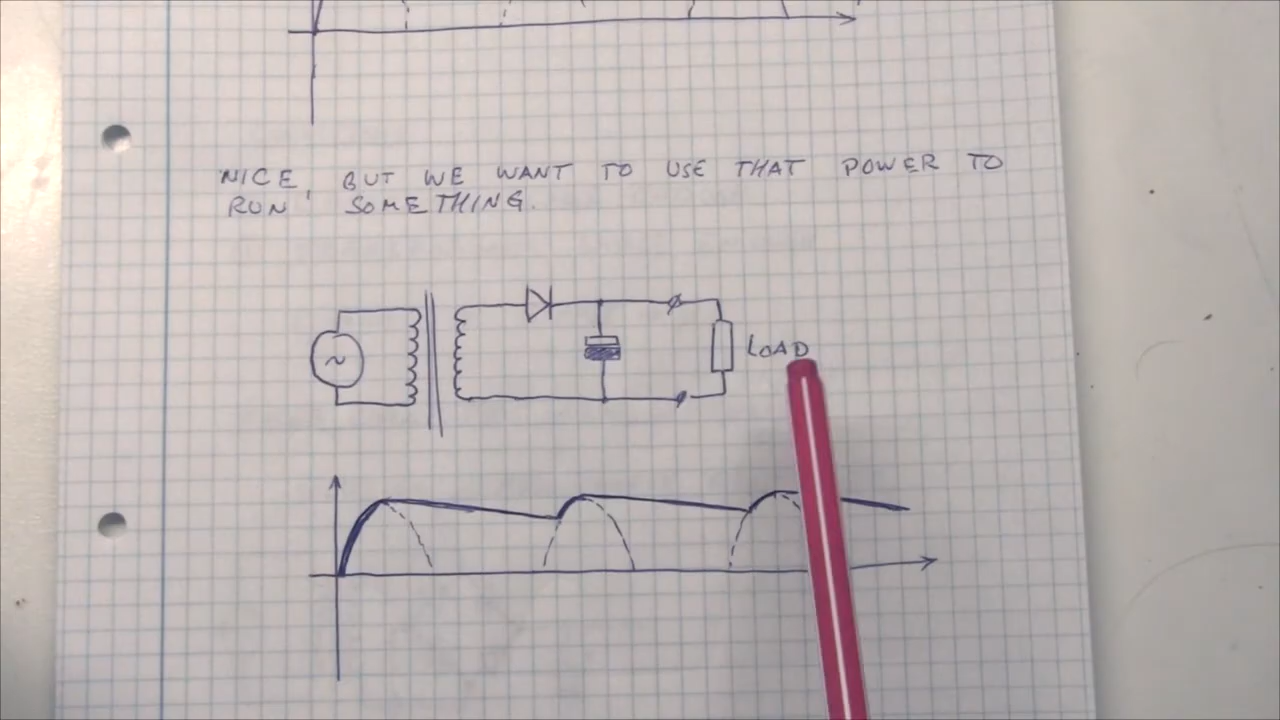 NICE, BUT WE WANT TO USE THAT POWER TO
RUN SOMETHING.
~
LOAD